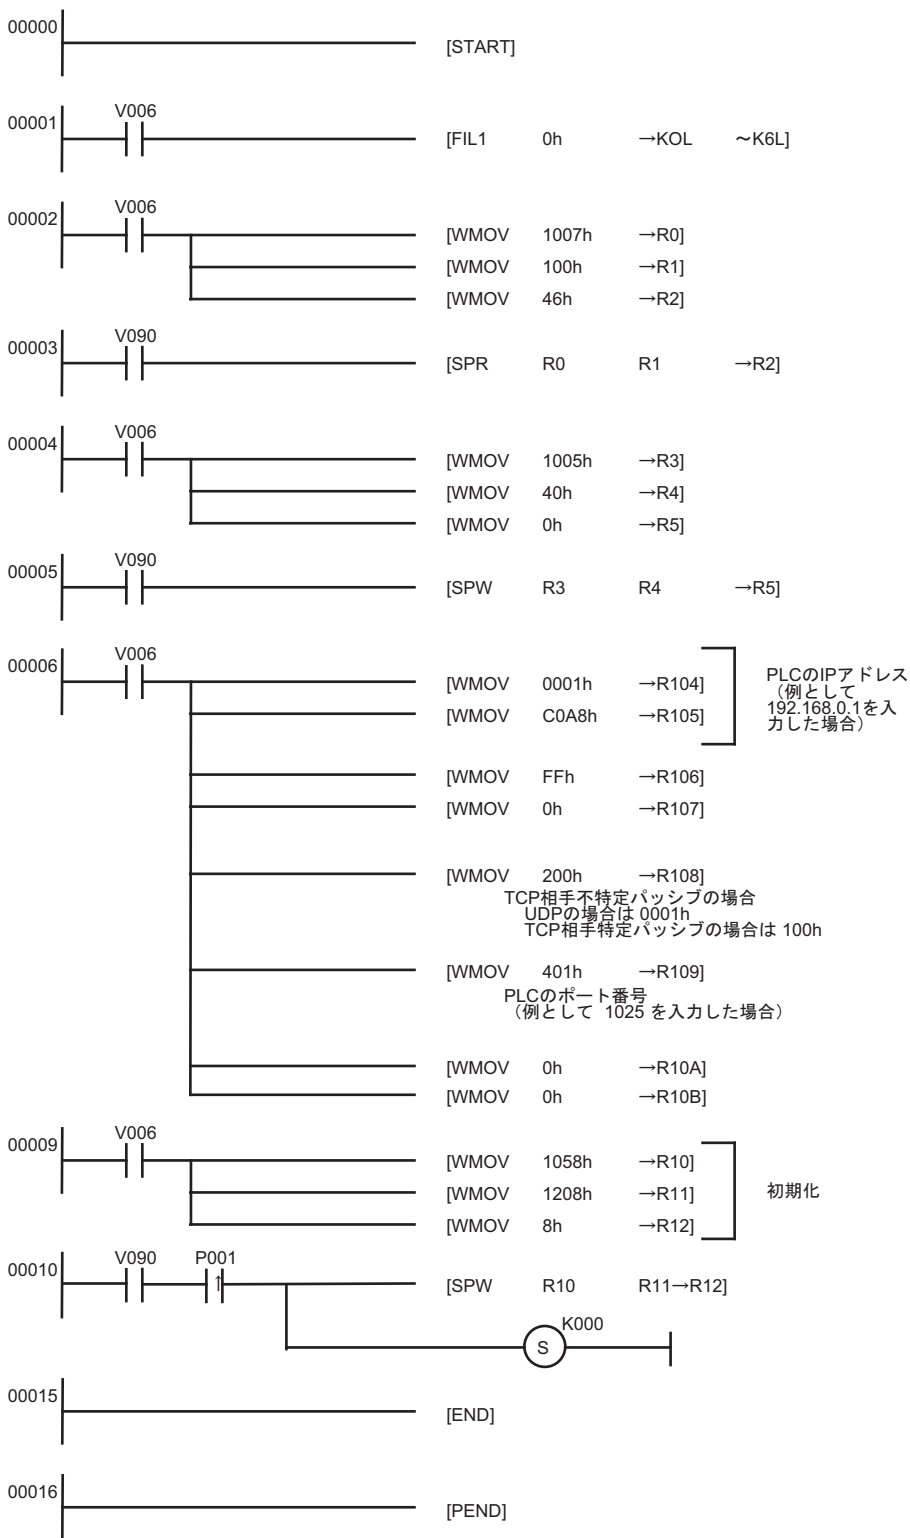 00000
[START]
00001
V006
[FIL1 0h →KOL ～K6L]
00002
V006
[WMOV 1007h →R0]
[WMOV 100h →R1]
[WMOV 46h →R2]
00003
V090
[SPR R0 R1 →R2]
00004
V006
[WMOV 1005h →R3]
[WMOV 40h →R4]
[WMOV 0h →R5]
00005
V090
[SPW R3 R4 →R5]
00006
V006
[WMOV 0001h →R104]
[WMOV C0A8h →R105]
PLCのIPアドレス
（例として
192.168.0.1を入
力した場合）
[WMOV FFh →R106]
[WMOV 0h →R107]
[WMOV 200h →R108]
TCP相手不特定パッシブの場合
UDPの場合は 0001h
TCP相手特定パッシブの場合は 100h
[WMOV 401h →R109]
PLCのポート番号
（例として 1025 を入力した場合）
[WMOV 0h →R10A]
[WMOV 0h →R10B]
00009
V006
[WMOV 1058h →R10]
[WMOV 1208h →R11]
[WMOV 8h →R12]
初期化
00010
V090 P001
↑
[SPW R10 R11→R12]
K000
S
00015
[END]
00016
[PEND]